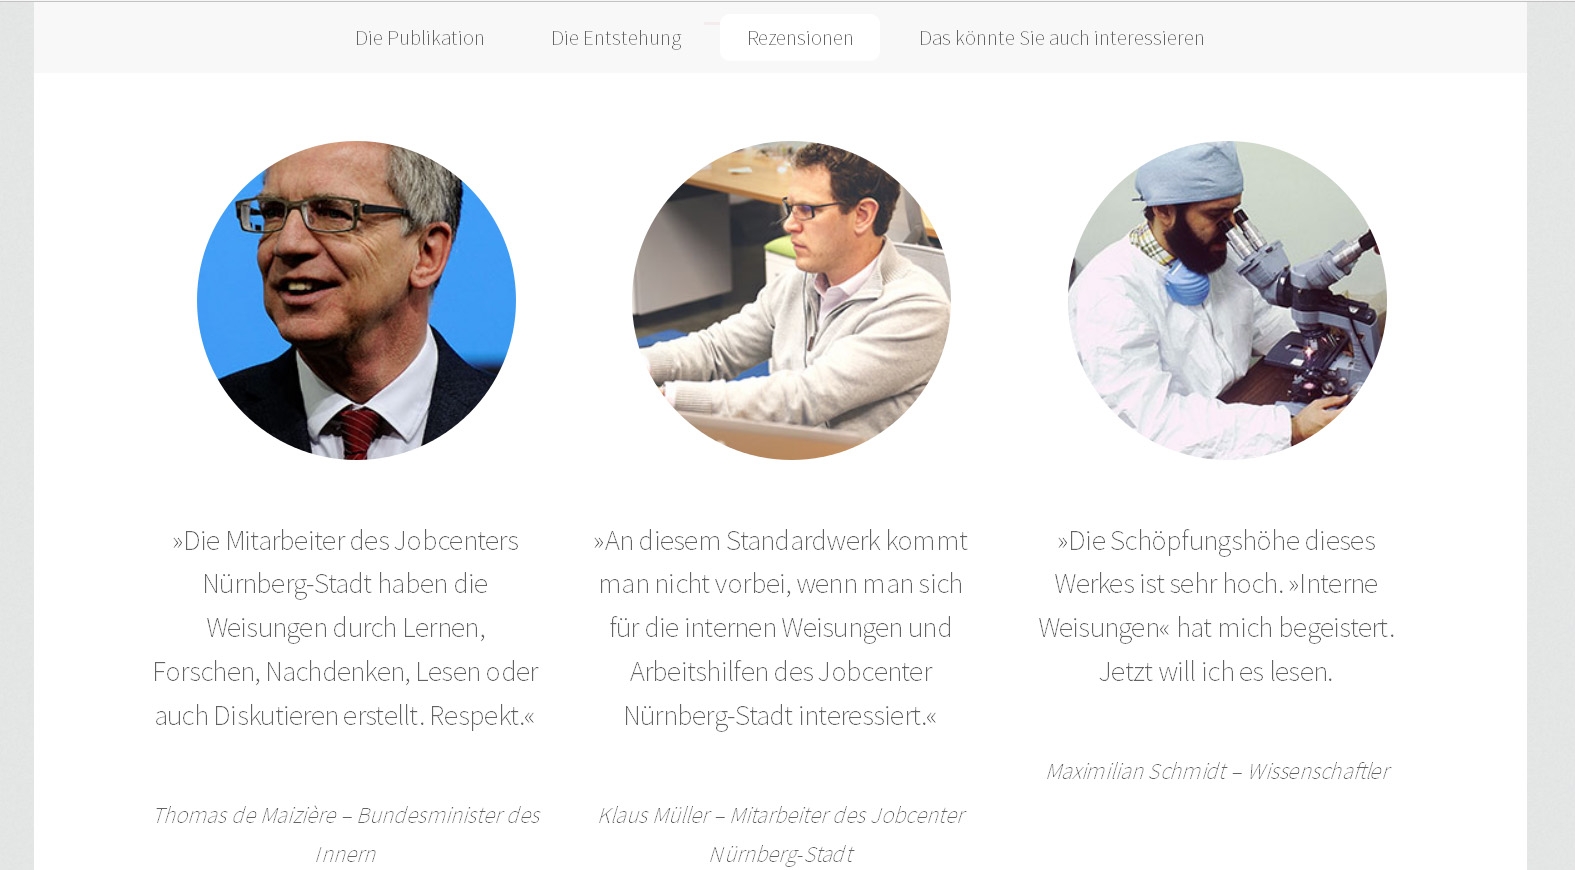 Die Publikation
Die Entstehung
Rezensionen
Das könnte Sie auch interessieren
»Die Mitarbeiter des Jobcenters
Nürnberg-Stadt haben die
Weisungen durch Lernen,
Forschen, Nachdenken, Lesen oder
auch Diskutieren erstellt. Respekt.«
Thomas de Maizière – Bundesminister des
Innern
»An diesem Standardwerk kommt
man nicht vorbei, wenn man sich
für die internen Weisungen und
Arbeitshilfen des Jobcenter
Nürnberg-Stadt interessiert.«
Klaus Müller – Mitarbeiter des Jobcenter
Nürnberg-Stadt
»Die Schöpfungshöhe dieses
Werkes ist sehr hoch. »Interne
Weisungen« hat mich begeistert.
Jetzt will ich es lesen.
Maximilian Schmidt – Wissenschaftler